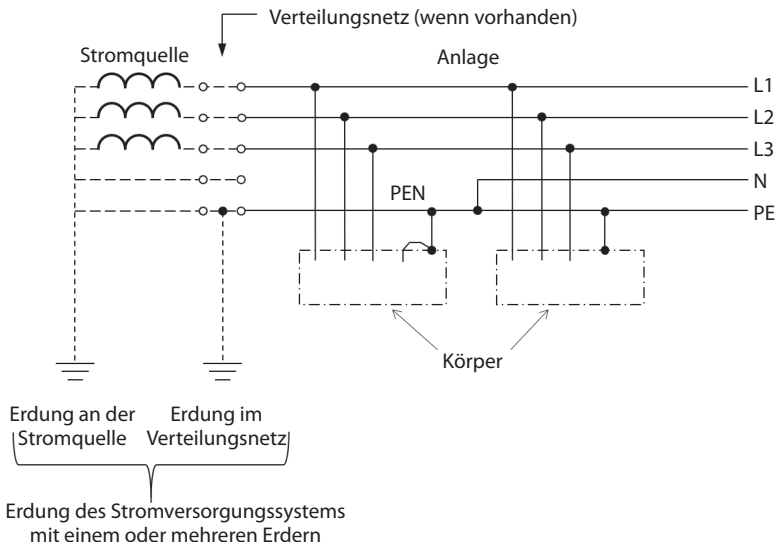 Verteilungsnetz (wenn vorhanden)
Stromquelle
Anlage
L1
L2
L3
N
PEN
PE
Körper
Erdung an der
Stromquelle
Erdung im
Verteilungsnetz
Erdung des Stromversorgungssystems
mit einem oder mehreren Erdern